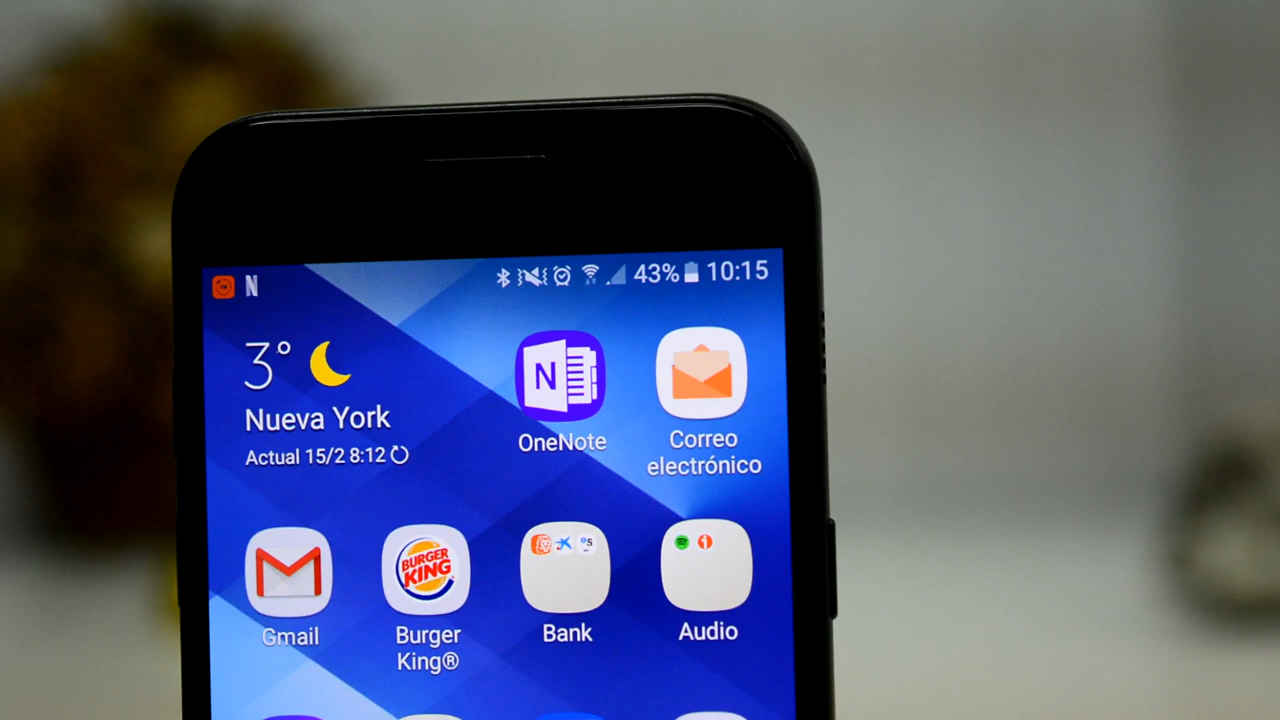 N 43% 10:15
3°
Nueva York
Actual 15/2 8:12
N
OneNote
Correo
electrónico
Gmail
BURGER
KING
Burger
King®
Bank
Audio